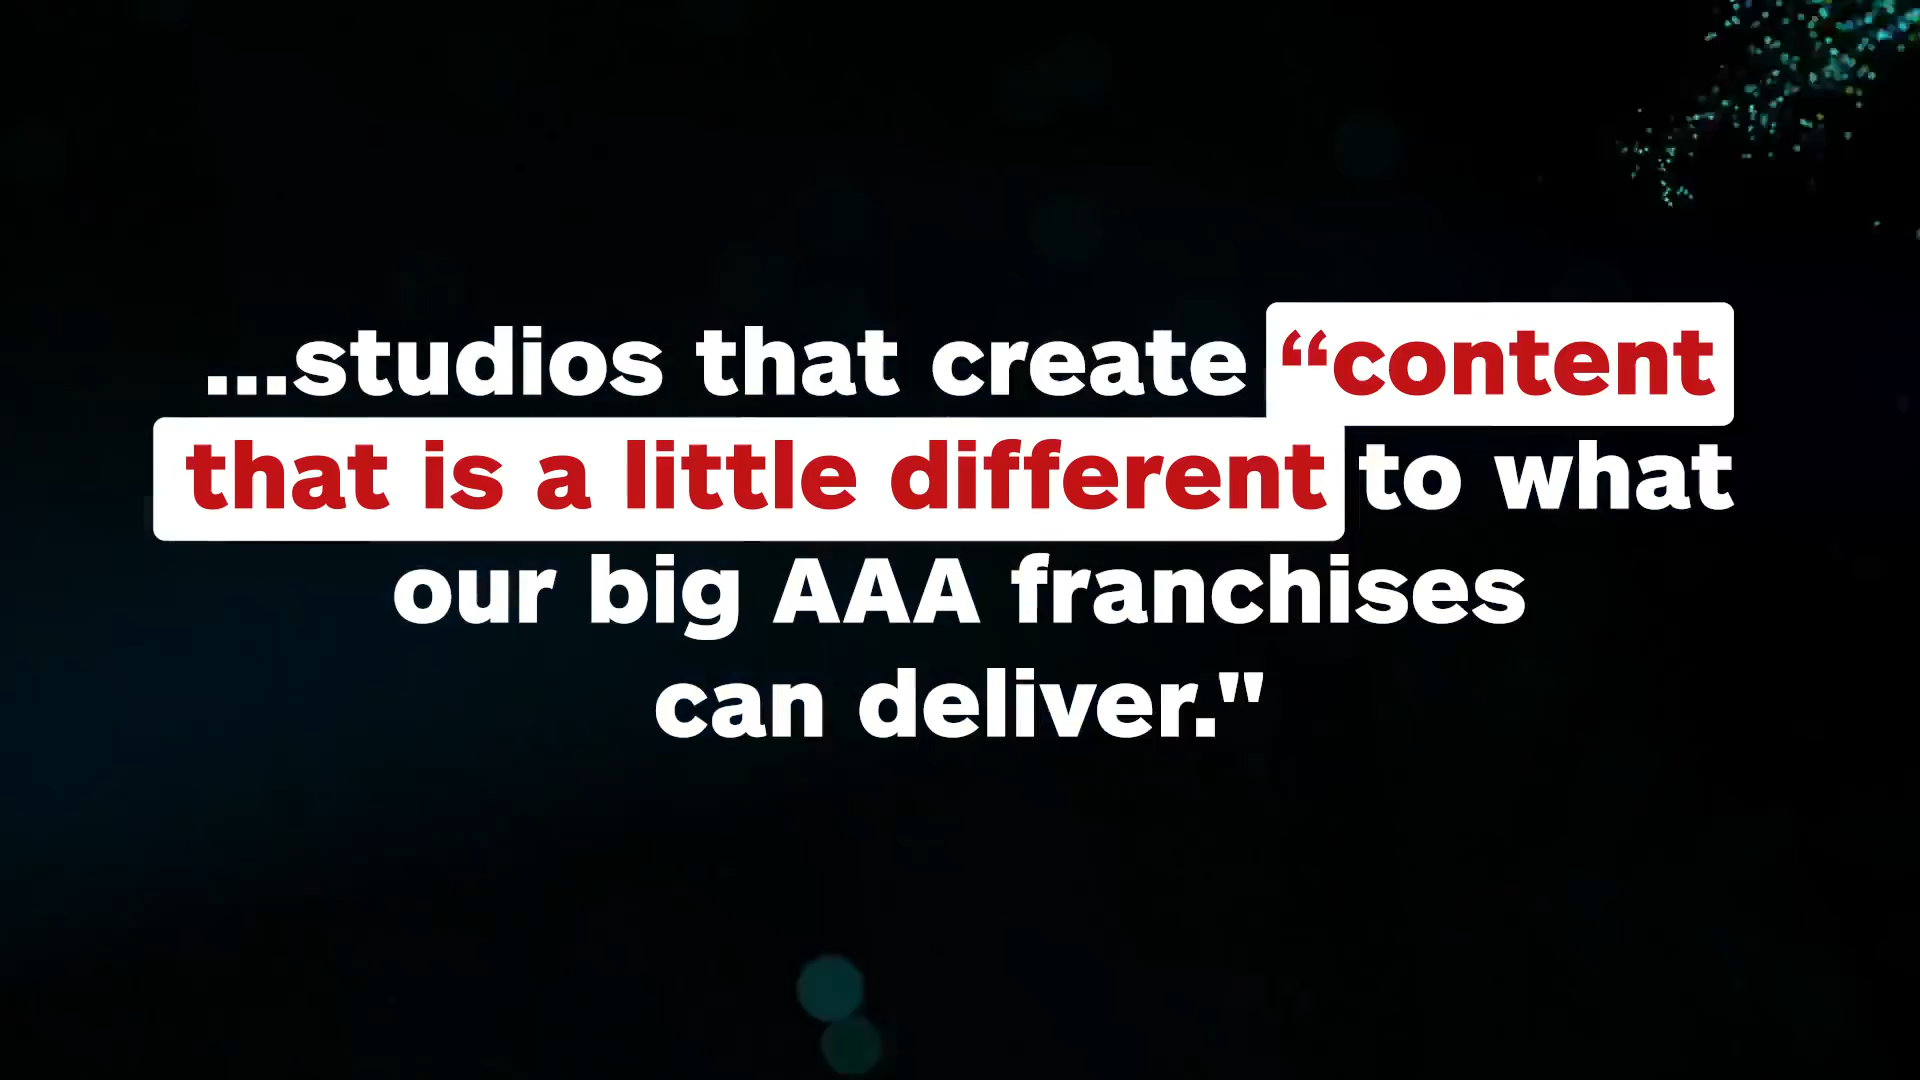 ...studios that create “content
that is a little different to what
our big AAA franchises
can deliver."